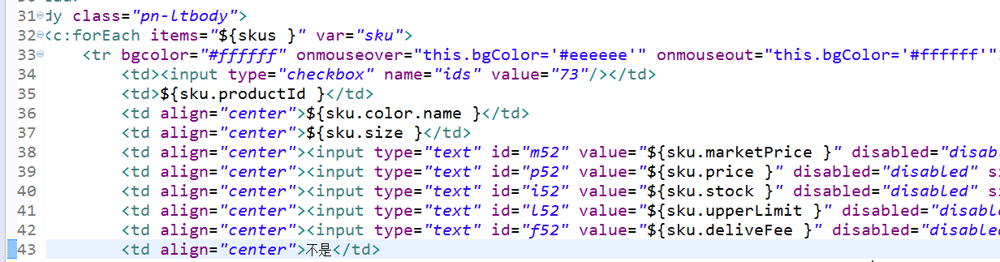 31 dy class="pn-ltbody">
32 <c:forEach items="${skus }" var="sku">
33 <tr bgcolor="#ffffff" onmouseover="this.bgColor='#eeeeee'" onmouseout="this.bgColor='#ffffff'"
34 <td><input type="checkbox" name="ids" value="73"/></td>
35 <td>${sku.productId }</td>
36 <td align="center">${sku.color.name }</td>
37 <td align="center">${sku.size }</td>
38 <td align="center"><input type="text" id="m52" value="${sku.marketPrice }" disabled="disab
39 <td align="center"><input type="text" id="p52" value="${sku.price }" disabled="disabled" si
40 <td align="center"><input type="text" id="i52" value="${sku.stock }" disabled="disabled" si
41 <td align="center"><input type="text" id="l52" value="${sku.upperLimit }" disabled="disabl
42 <td align="center"><input type="text" id="f52" value="${sku.deliveFee }" disabled="disable
43 <td align="center">不是</td>